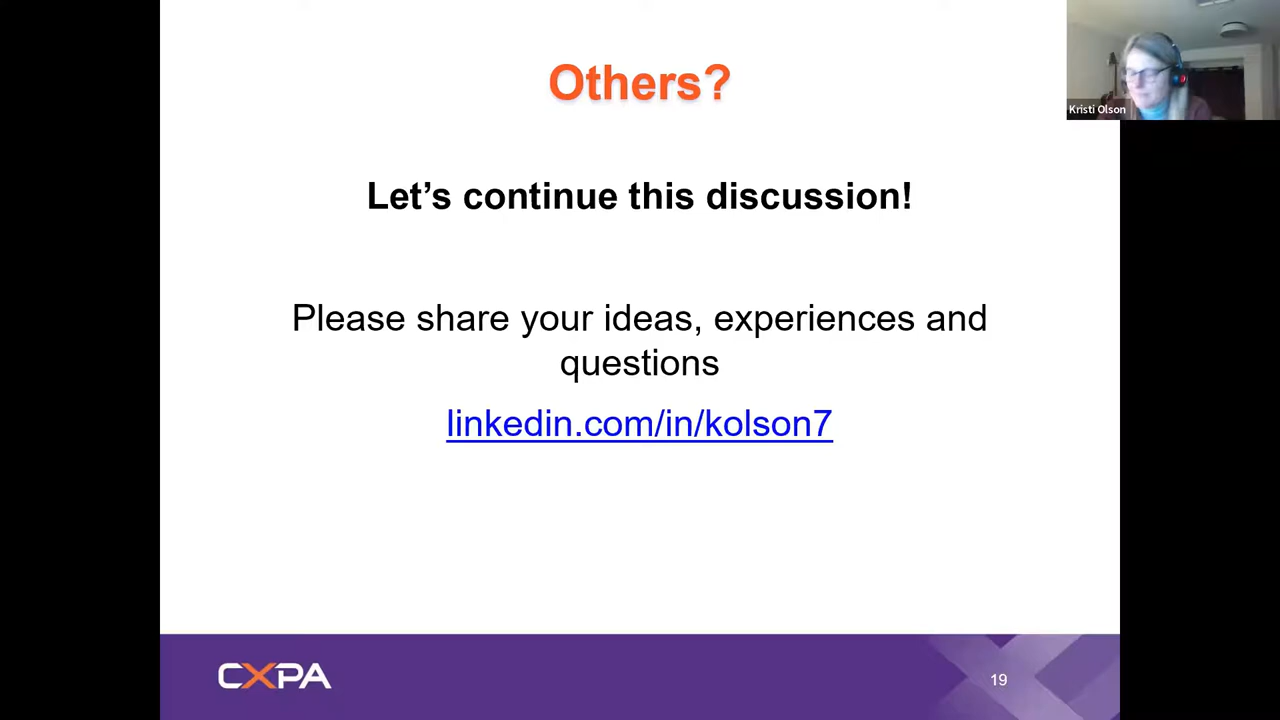 Others?
Kristi Olson
Let’s continue this discussion!
Please share your ideas, experiences and
questions
linkedin.com/in/kolson7
CXPA
19